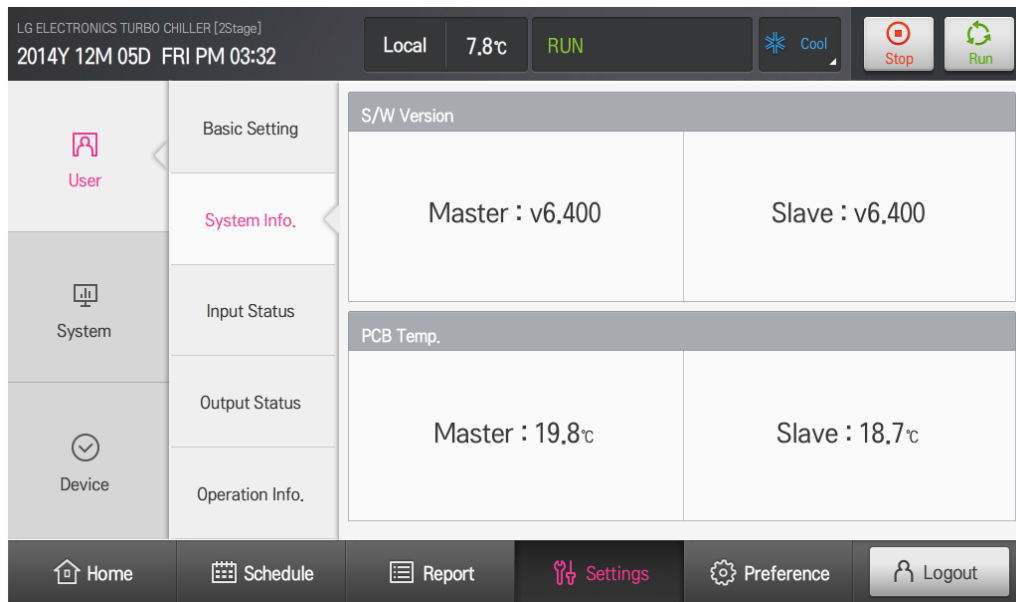 LG ELECTRONICS TURBO CHILLER [2Stage]
2014Y 12M 05D FRI PM 03:32
Local 7.8℃ RUN Cool Stop Run
User
System
Device
Basic Setting
System Info.
Input Status
Output Status
Operation Info.
S/W Version
Master : v6.400 Slave : v6.400
PCB Temp.
Master : 19.8℃ Slave : 18.7℃
Home Schedule Report Settings Preference Logout